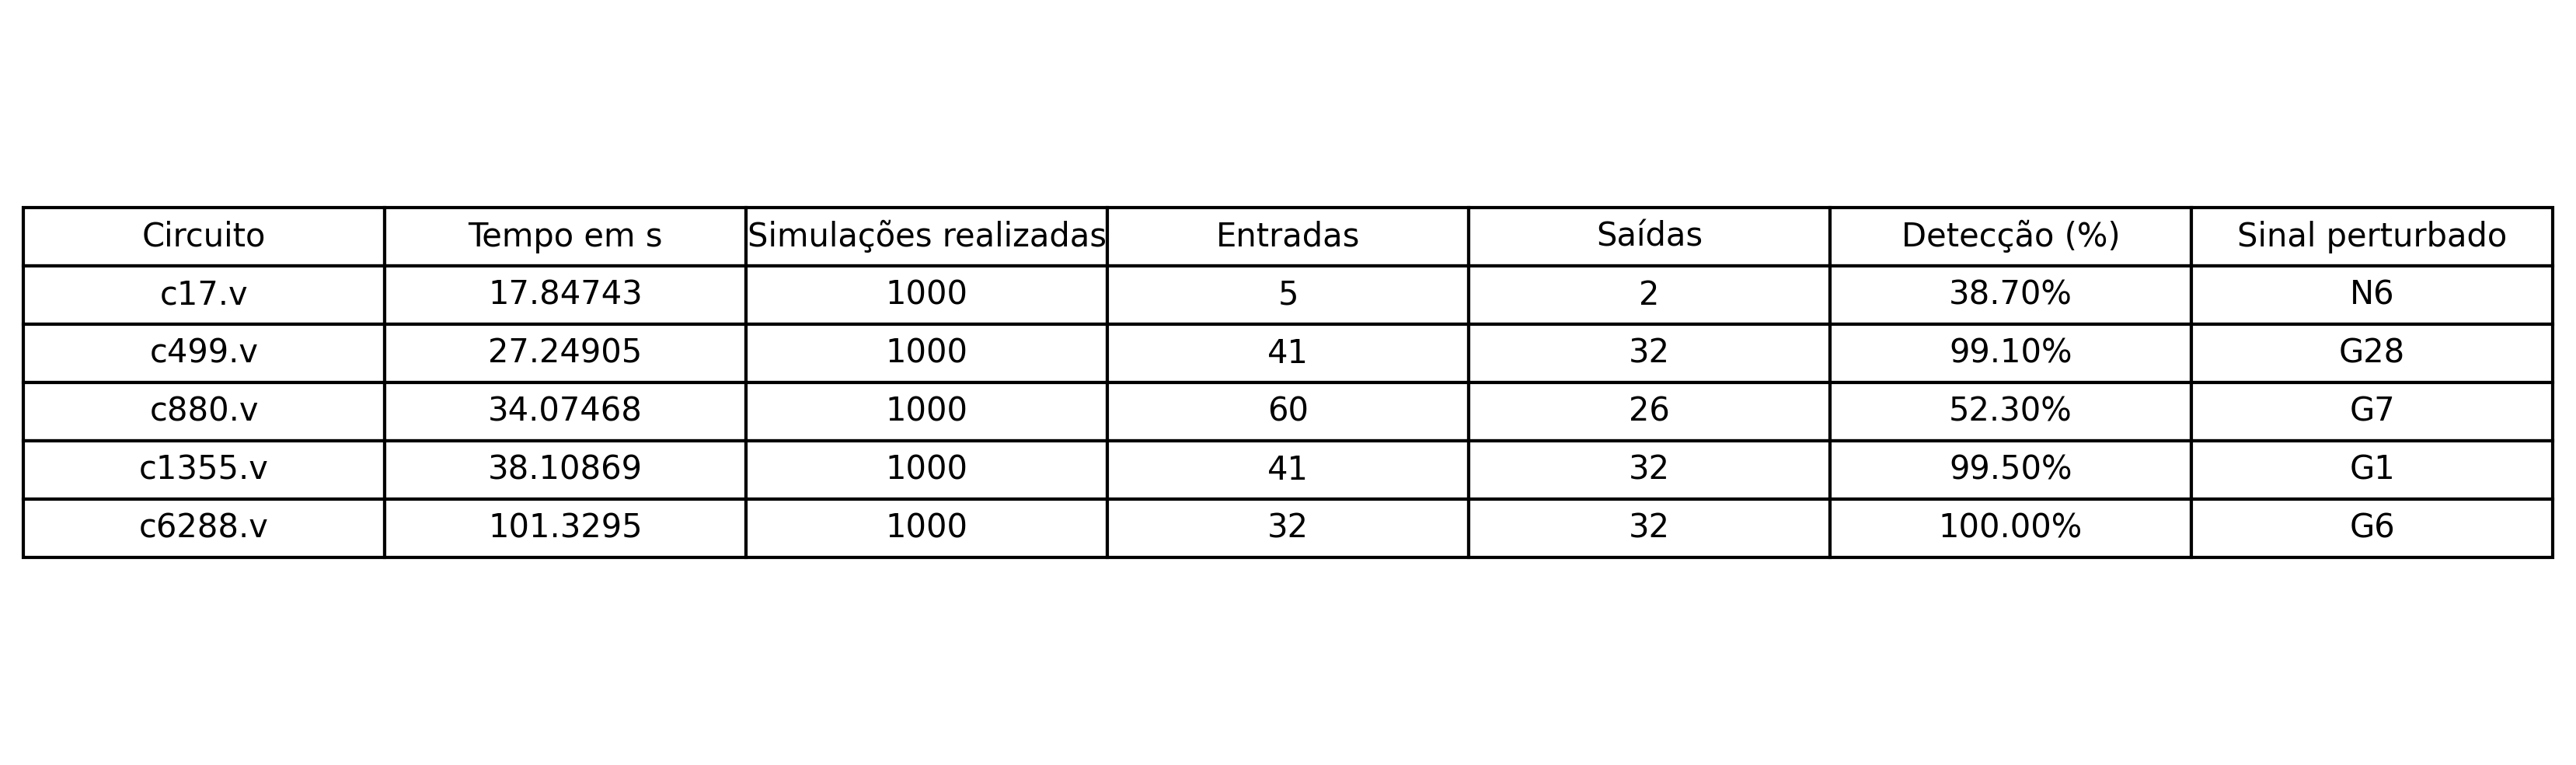 Circuito Tempo em s Simulações realizadas Entradas Saídas Detecção (%) Sinal perturbado
c17.v 17.84743 1000 5 2 38.70% N6
c499.v 27.24905 1000 41 32 99.10% G28
c880.v 34.07468 1000 60 26 52.30% G7
c1355.v 38.10869 1000 41 32 99.50% G1
c6288.v 101.3295 1000 32 32 100.00% G6